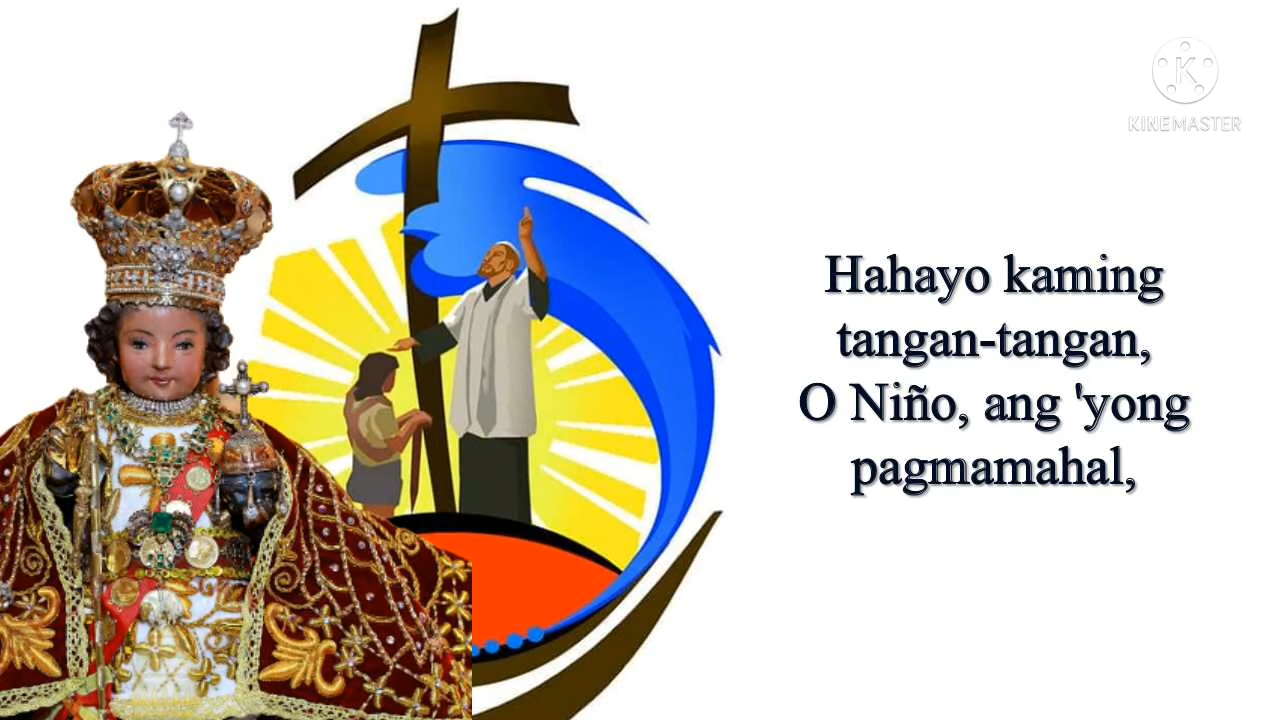 KINEMASTER
Hahayo kaming
tangan-tangan,
O Niño, ang 'yong
pagmamahal,